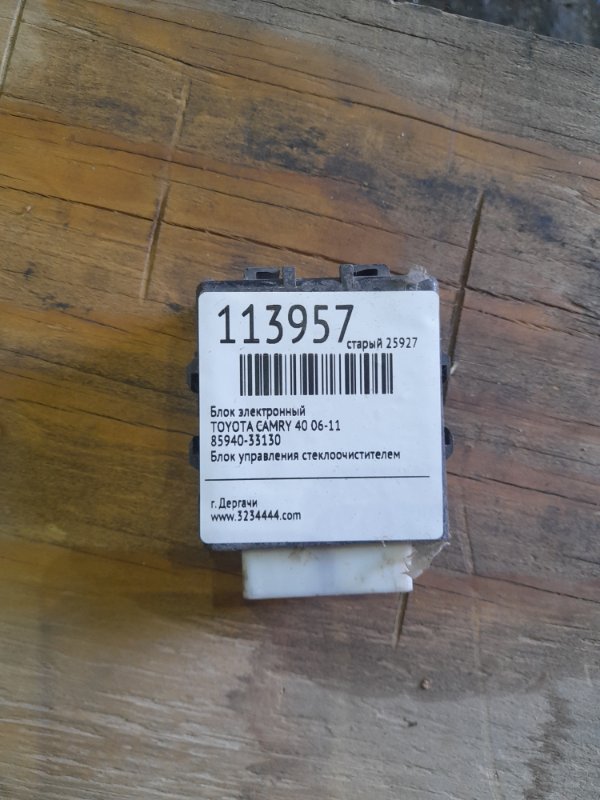 113957
старый 25927
Блок электронный
TOYOTA CAMRY 40 06-11
85940-33130
Блок управления стеклоочистителем
г. Дергачи
www.3234444.com